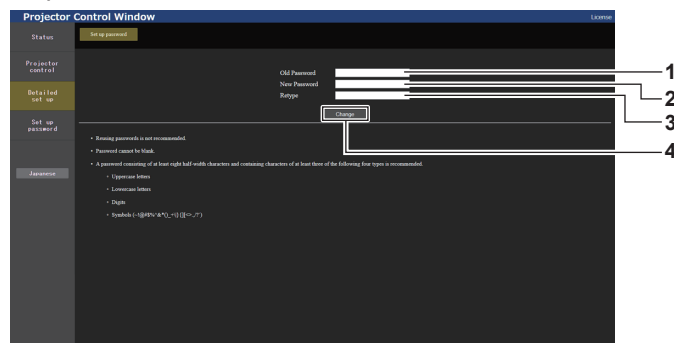 Projector Control Window
License
Status
Set up password
Projector
control
Detailed
set up
Set up
password
Japanese
Old Password
1
New Password
2
Retype
3
Change
4
• Reusing passwords is not recommended.
• Password cannot be blank.
• A password consisting of at least eight half-width characters and containing characters of at least three of the following four types is recommended.
◦ Uppercase letters
◦ Lowercase letters
◦ Digits
◦ Symbols